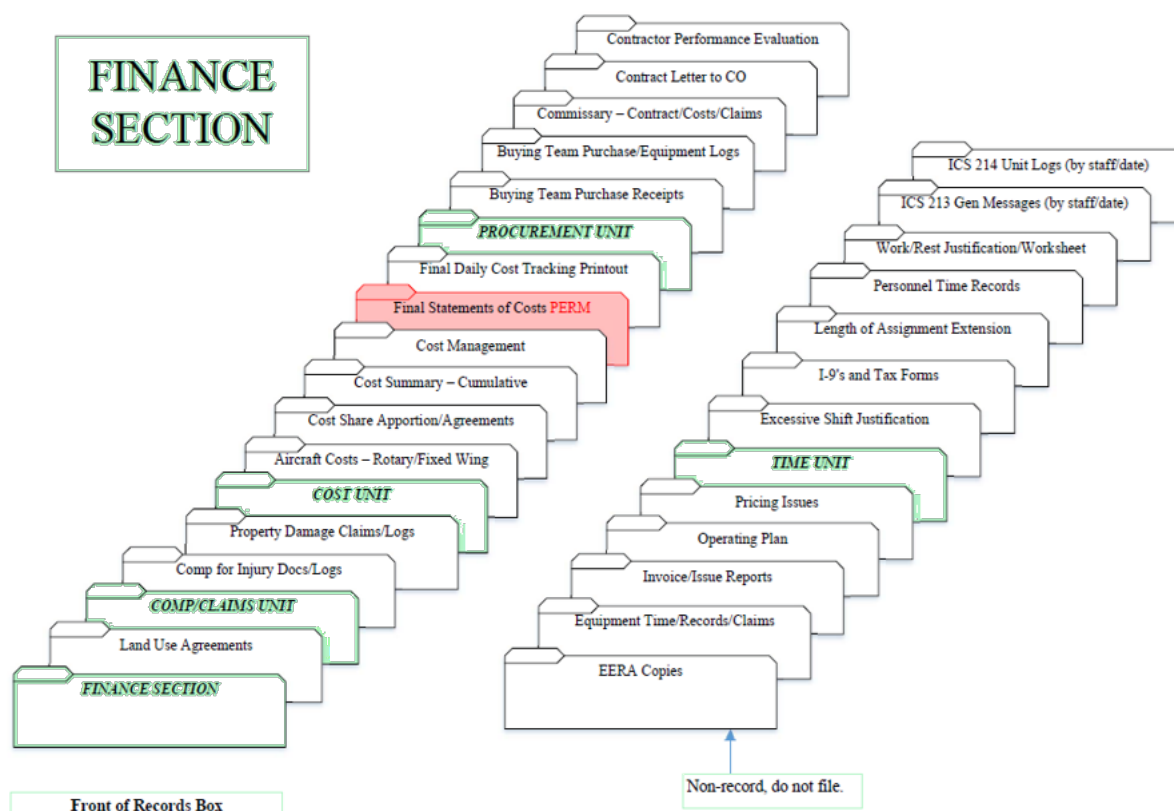 FINANCE
SECTION
Contractor Performance Evaluation
Contract Letter to CO
Commissary – Contract/Costs/Claims
Buying Team Purchase/Equipment Logs
Buying Team Purchase Receipts
PROCUREMENT UNIT
Final Daily Cost Tracking Printout
Final Statements of Costs PERM
Cost Management
Cost Summary – Cumulative
Cost Share Apportion/Agreements
Aircraft Costs – Rotary/Fixed Wing
COST UNIT
Property Damage Claims/Logs
Comp for Injury Docs/Logs
COMP/CLAIMS UNIT
Land Use Agreements
FINANCE SECTION
ICS 214 Unit Logs (by staff/date)
ICS 213 Gen Messages (by staff/date)
Work/Rest Justification/Worksheet
Personnel Time Records
Length of Assignment Extension
I-9's and Tax Forms
Excessive Shift Justification
TIME UNIT
Pricing Issues
Operating Plan
Invoice/Issue Reports
Equipment Time/Records/Claims
EERA Copies
Non-record, do not file.
Front of Records Box